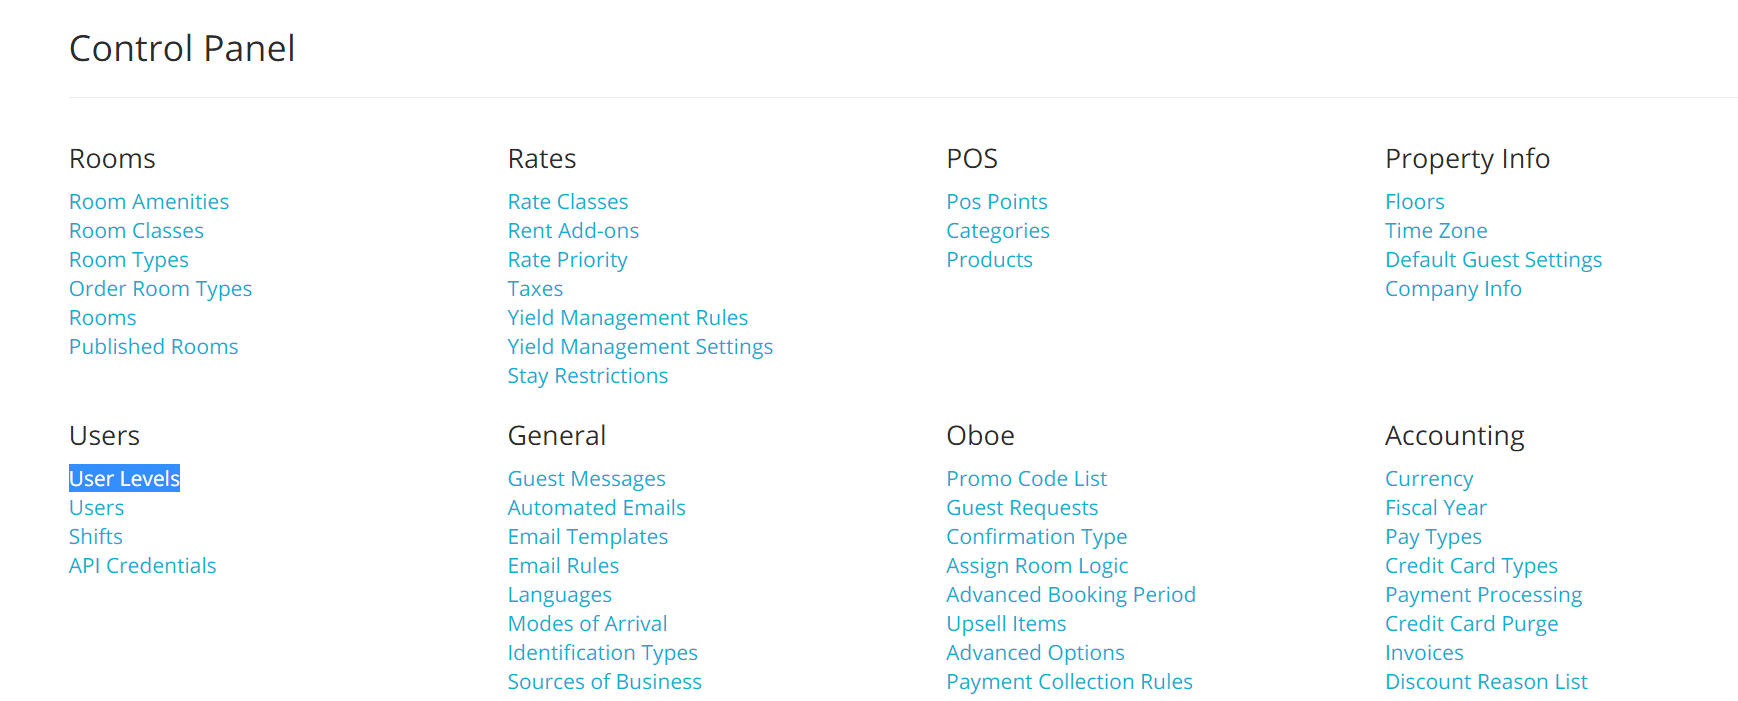 Control Panel
Rooms
Room Amenities
Room Classes
Room Types
Order Room Types
Rooms
Published Rooms
Rates
Rate Classes
Rent Add-ons
Rate Priority
Taxes
Yield Management Rules
Yield Management Settings
Stay Restrictions
POS
Pos Points
Categories
Products
Property Info
Floors
Time Zone
Default Guest Settings
Company Info
Users
User Levels
Users
Shifts
API Credentials
General
Guest Messages
Automated Emails
Email Templates
Email Rules
Languages
Modes of Arrival
Identification Types
Sources of Business
Oboe
Promo Code List
Guest Requests
Confirmation Type
Assign Room Logic
Advanced Booking Period
Upsell Items
Advanced Options
Payment Collection Rules
Accounting
Currency
Fiscal Year
Pay Types
Credit Card Types
Payment Processing
Credit Card Purge
Invoices
Discount Reason List